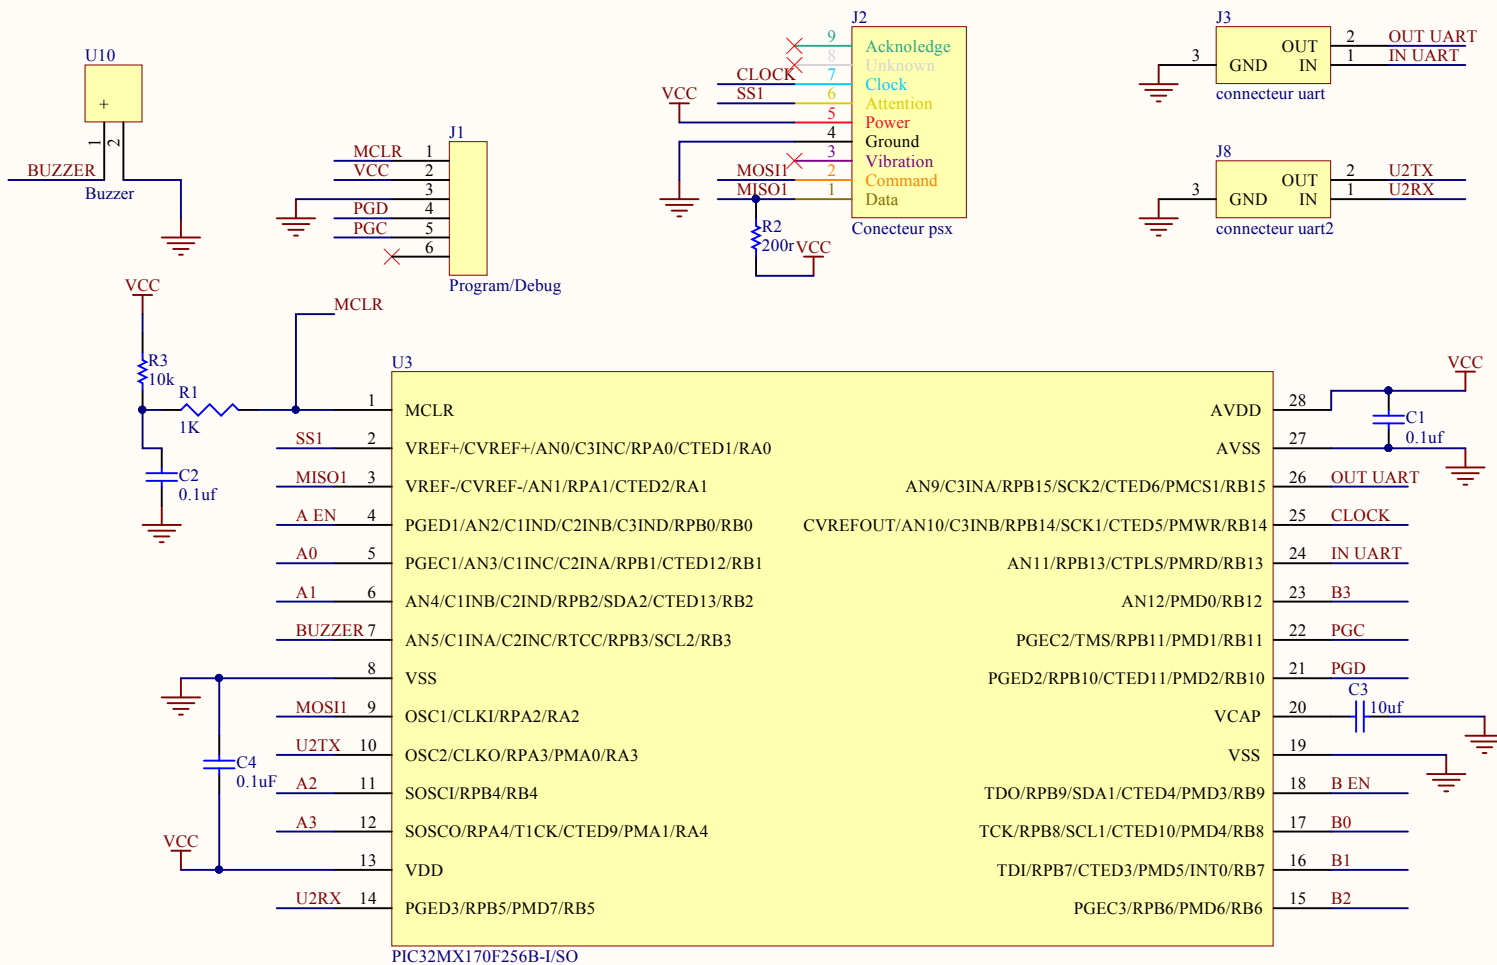 U10
+
1
2
BUZZER
Buzzer
J1
MCLR 1
VCC 2
3
PGD 4
PGC 5
6
Program/Debug
J2
9 Acknoledge
8 Unknown
CLOCK 7 Clock
SS1 6 Attention
VCC 5 Power
4 Ground
3 Vibration
MOSI1 2 Command
MISO1 1 Data
Conecteur psx
R2
200r
VCC
J3
OUT 2 OUT UART
3 GND IN 1 IN UART
connecteur uart
J8
OUT 2 U2TX
3 GND IN 1 U2RX
connecteur uart2
VCC
MCLR
R3
10k
R1
1K
C2
0.1uf
U3
1 MCLR
SS1 2 VREF+/CVREF+/AN0/C3INC/RPA0/CTED1/RA0
MISO1 3 VREF-/CVREF-/AN1/RPA1/CTED2/RA1
A EN 4 PGED1/AN2/C1IND/C2INB/C3IND/RPB0/RB0
A0 5 PGEC1/AN3/C1INC/C2INA/RPB1/CTED12/RB1
A1 6 AN4/C1INB/C2IND/RPB2/SDA2/CTED13/RB2
BUZZER 7 AN5/C1INA/C2INC/RTCC/RPB3/SCL2/RB3
8 VSS
MOSI1 9 OSC1/CLKI/RPA2/RA2
U2TX 10 OSC2/CLKO/RPA3/PMA0/RA3
A2 11 SOSCI/RPB4/RB4
A3 12 SOSCO/RPA4/T1CK/CTED9/PMA1/RA4
VCC 13 VDD
U2RX 14 PGED3/RPB5/PMD7/RB5
C4
0.1uF
AVDD 28
VCC
C1
0.1uf
AVSS 27
AN9/C3INA/RPB15/SCK2/CTED6/PMCS1/RB15 26 OUT UART
CVREFOUT/AN10/C3INB/RPB14/SCK1/CTED5/PMWR/RB14 25 CLOCK
AN11/RPB13/CTPLS/PMRD/RB13 24 IN UART
AN12/PMD0/RB12 23 B3
PGEC2/TMS/RPB11/PMD1/RB11 22 PGC
PGED2/RPB10/CTED11/PMD2/RB10 21 PGD
C3
VCAP 20 10uf
VSS 19
TDO/RPB9/SDA1/CTED4/PMD3/RB9 18 B EN
TCK/RPB8/SCL1/CTED10/PMD4/RB8 17 B0
TDI/RPB7/CTED3/PMD5/INT0/RB7 16 B1
PGEC3/RPB6/PMD6/RB6 15 B2
PIC32MX170F256B-I/SO